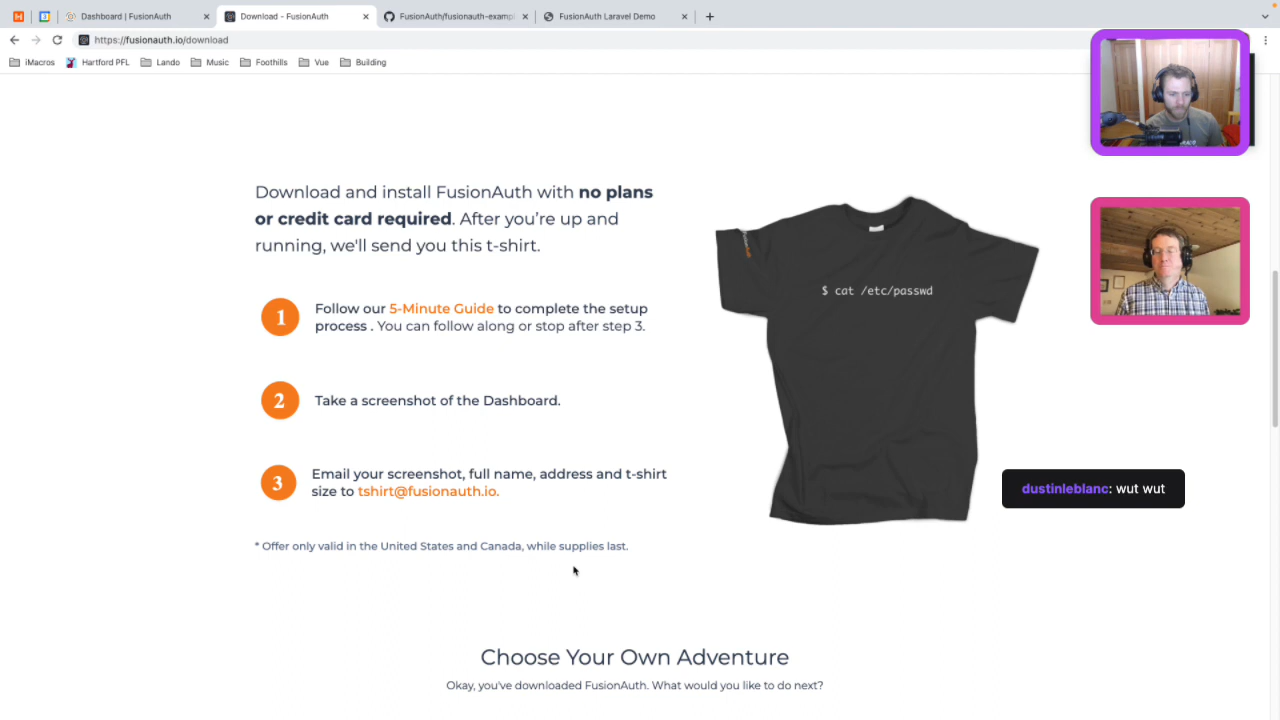 Dashboard | FusionAuth
Download - FusionAuth
FusionAuth/fusionauth-examp
FusionAuth Laravel Demo
https://fusionauth.io/download
iMacros
Hartford PFL
Lando
Music
Foothills
Vue
Building
Download and install FusionAuth with no plans
or credit card required. After you’re up and
running, we'll send you this t-shirt.
$ cat /etc/passwd
1
Follow our 5-Minute Guide to complete the setup
process . You can follow along or stop after step 3.
2
Take a screenshot of the Dashboard.
3
Email your screenshot, full name, address and t-shirt
size to tshirt@fusionauth.io.
dustinleblanc: wut wut
* Offer only valid in the United States and Canada, while supplies last.
Choose Your Own Adventure
Okay, you've downloaded FusionAuth. What would you like to do next?